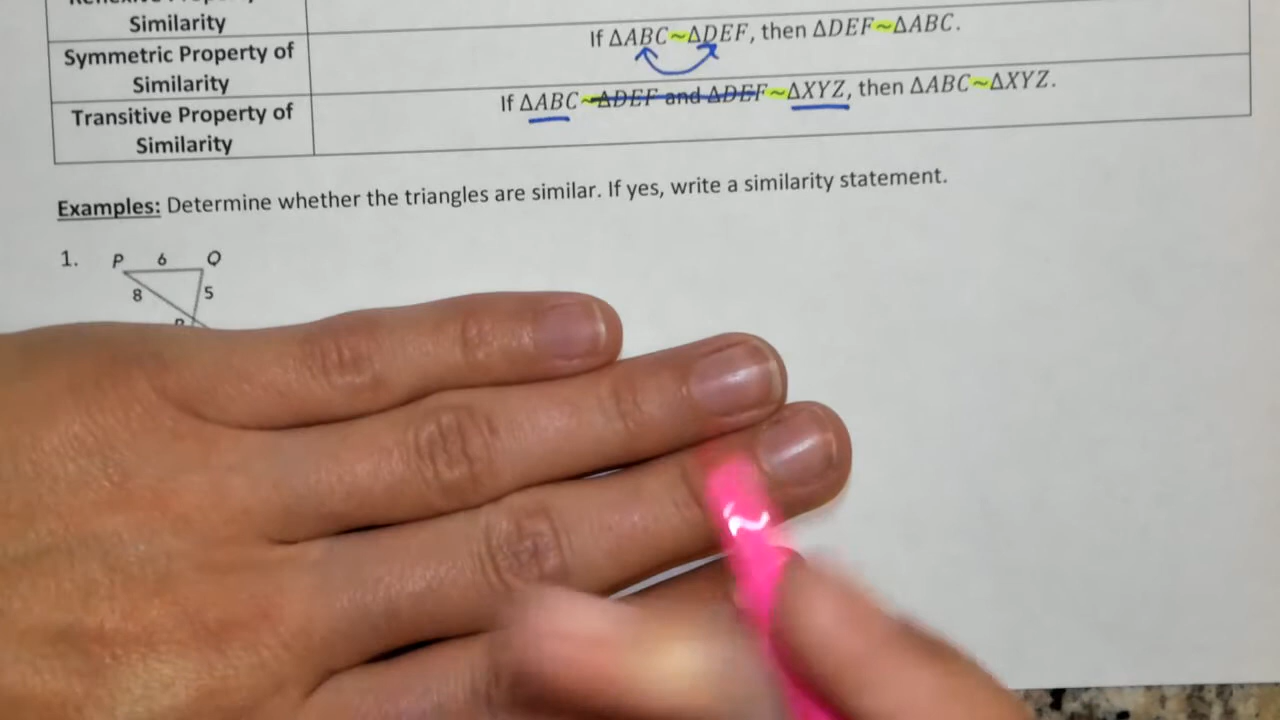 Similarity
If ΔABC~ΔDEF, then ΔDEF~ΔABC.
Symmetric Property of
Similarity
If ΔABC~ΔDEF and ΔDEF~ΔXYZ, then ΔABC~ΔXYZ.
Transitive Property of
Similarity
Examples: Determine whether the triangles are similar. If yes, write a similarity statement.
1.
P 6 Q
8 5